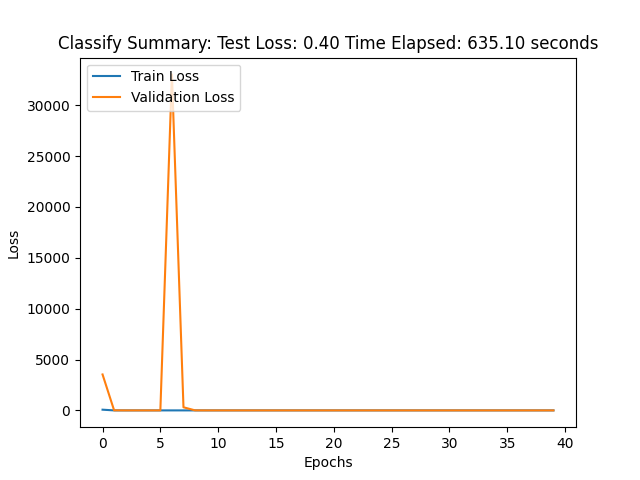 Classify Summary: Test Loss: 0.40 Time Elapsed: 635.10 seconds
Train Loss
Validation Loss
30000
25000
20000
15000
10000
5000
0
Loss
0 5 10 15 20 25 30 35 40
Epochs